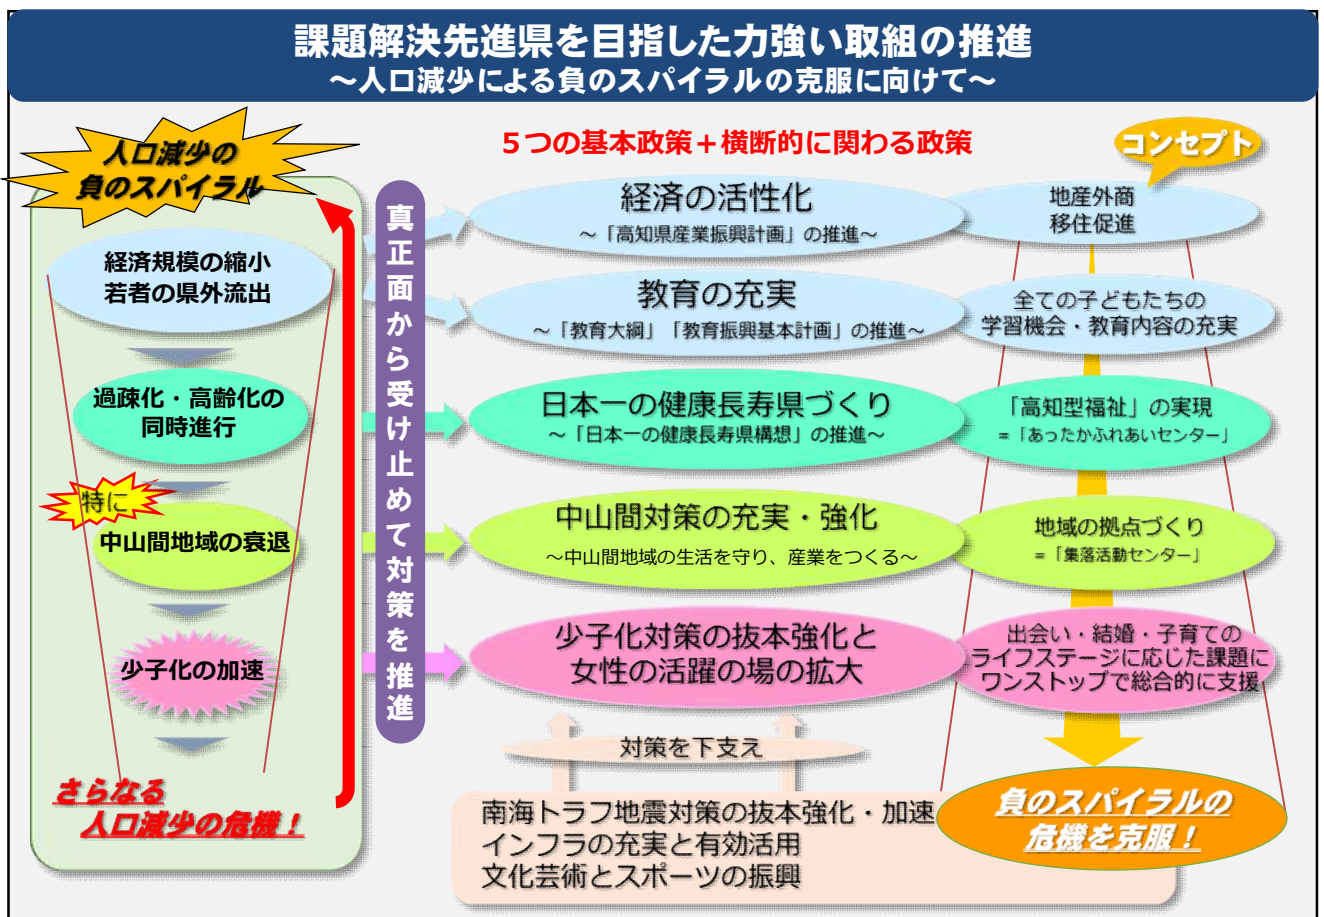 課題解決先進県を目指した力強い取組の推進
～人口減少による負のスパイラルの克服に向けて～
人口減少の
負のスパイラル
経済規模の縮小
若者の県外流出
過疎化・高齢化の
同時進行
特に
中山間地域の衰退
少子化の加速
さらなる
人口減少の危機！
真正面から受け止めて対策を推進
５つの基本政策＋横断的に関わる政策
経済の活性化
～「高知県産業振興計画」の推進～
教育の充実
～「教育大綱」「教育振興基本計画」の推進～
日本一の健康長寿県づくり
～「日本一の健康長寿県構想」の推進～
中山間対策の充実・強化
～中山間地域の生活を守り、産業をつくる～
少子化対策の抜本強化と
女性の活躍の場の拡大
対策を下支え
南海トラフ地震対策の抜本強化・加速
インフラの充実と有効活用
文化芸術とスポーツの振興
コンセプト
地産外商
移住促進
全ての子どもたちの
学習機会・教育内容の充実
「高知型福祉」の実現
＝「あったかふれあいセンター」
地域の拠点づくり
＝「集落活動センター」
出会い・結婚・子育ての
ライフステージに応じた課題に
ワンストップで総合的に支援
負のスパイラルの
危機を克服！